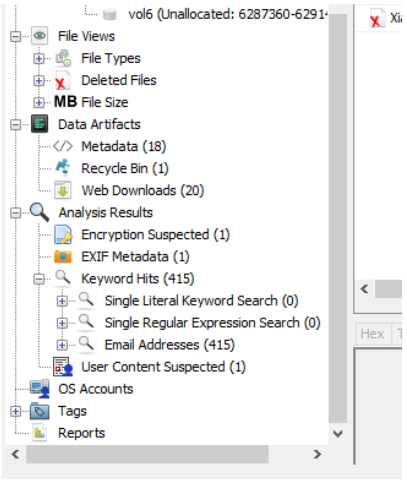 vol6 (Unallocated: 6287360-6291
Xia
File Views
File Types
Deleted Files
MB File Size
Data Artifacts
Metadata (18)
Recycle Bin (1)
Web Downloads (20)
Analysis Results
Encryption Suspected (1)
EXIF Metadata (1)
Keyword Hits (415)
Single Literal Keyword Search (0)
Single Regular Expression Search (0)
Email Addresses (415)
Hex
User Content Suspected (1)
OS Accounts
Tags
Reports